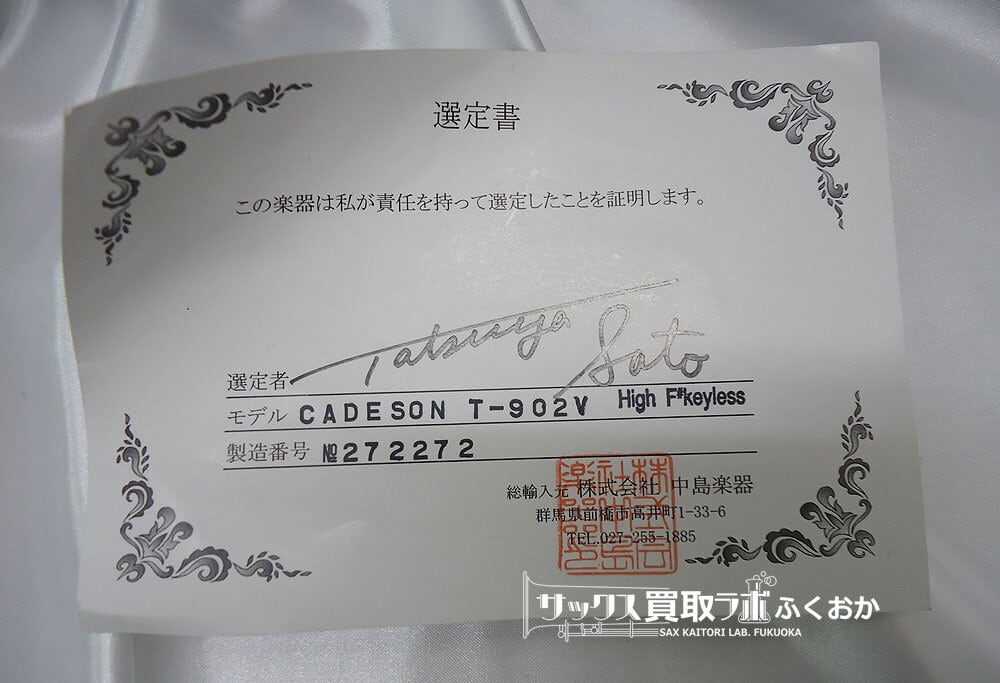 選定書
この楽器は私が責任を持って選定したことを証明します。
選定者 Tatsuya Sato
モデル CADESON T-902V High F#keyless
製造番号 №272272
総輸入元 株式会社 中島楽器
群馬県前橋市高井町1-33-6
TEL.027-255-1885
サックス買取ラボふくおか
SAX KAITORI LAB. FUKUOKA